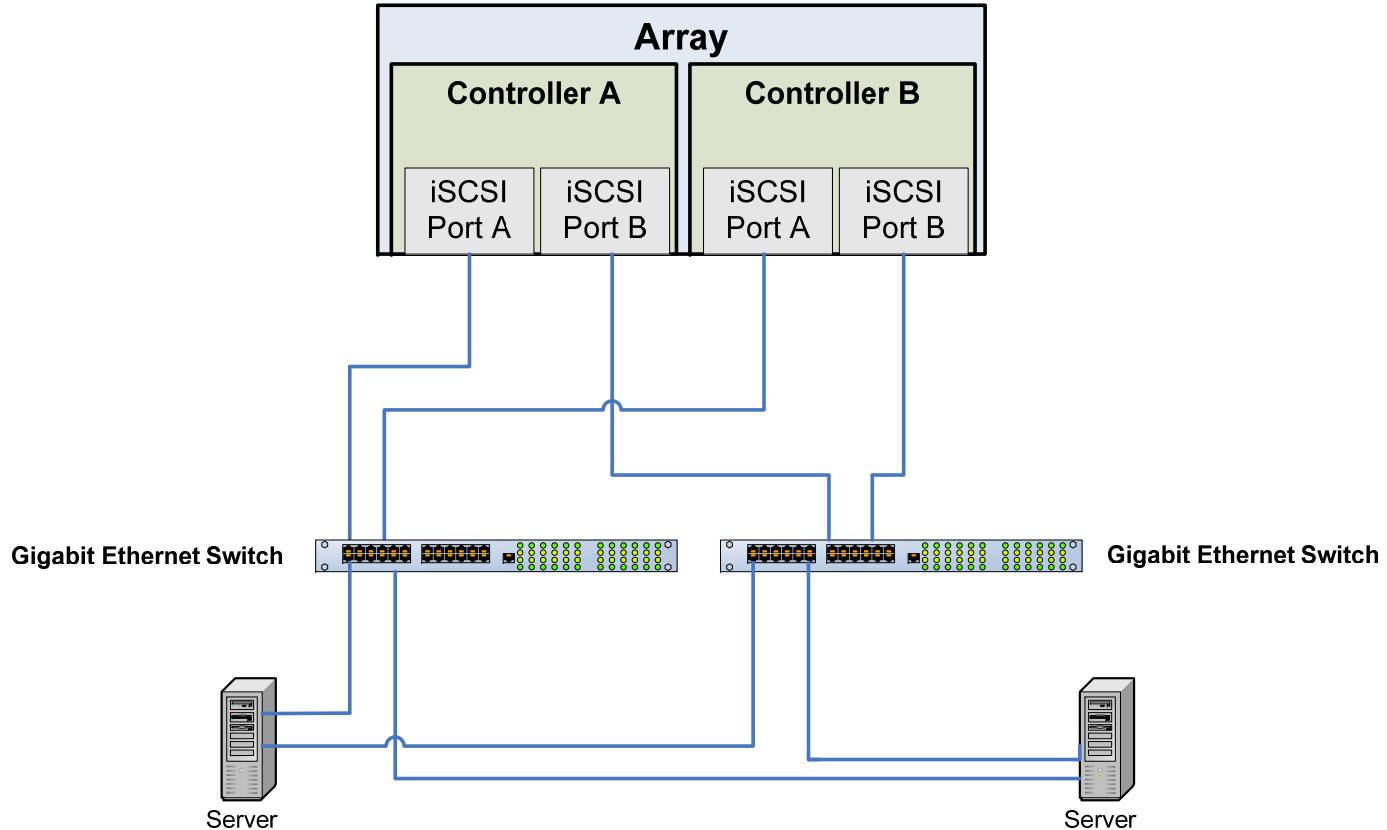 Array
Controller A
Controller B
iSCSI
Port A
iSCSI
Port B
iSCSI
Port A
iSCSI
Port B
Gigabit Ethernet Switch
Gigabit Ethernet Switch
Server
Server